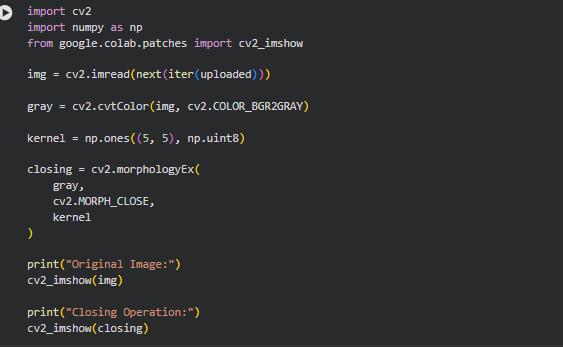 import cv2
import numpy as np
from google.colab.patches import cv2_imshow
img = cv2.imread(next(iter(uploaded)))
gray = cv2.cvtColor(img, cv2.COLOR_BGR2GRAY)
kernel = np.ones((5, 5), np.uint8)
closing = cv2.morphologyEx(
    gray,
    cv2.MORPH_CLOSE,
    kernel
)
print("Original Image:")
cv2_imshow(img)
print("Closing Operation:")
cv2_imshow(closing)